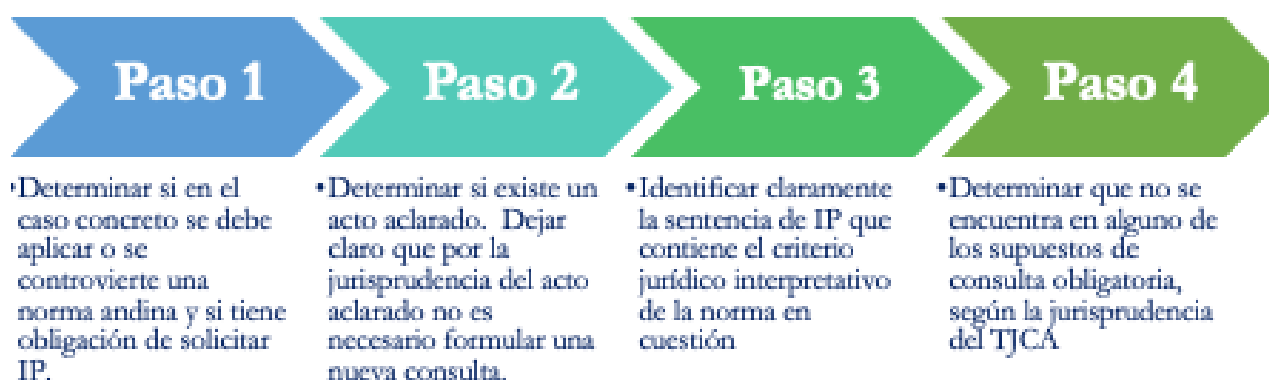 Paso 1
Paso 2
Paso 3
Paso 4
•Determinar si en el
caso concreto se debe
aplicar o se
controvierte una
norma andina y si tiene
obligación de solicitar
IP.
•Determinar si existe un
acto aclarado.  Dejar
claro que por la
jurisprudencia del acto
aclarado no es
necesario formular una
nueva consulta.
•Identificar claramente
la sentencia de IP que
contiene el criterio
jurídico interpretativo
de la norma en
cuestión
•Determinar que no se
encuentra en alguno de
los supuestos de
consulta obligatoria,
según la jurisprudencia
del TJCA